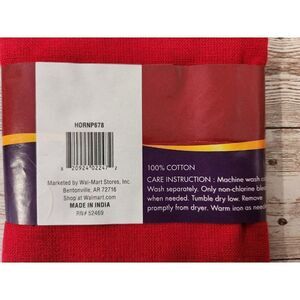 HORNP678
Marketed by Wal-Mart Stores, Inc.
Bentonville, AR 72716
Shop at Walmart.com
MADE IN INDIA
RN# 52469
100% COTTON
CARE INSTRUCTION : Machine wash
Wash separately. Only non-chlorine
when needed. Tumble dry low. Remove
promptly from dryer. Warm iron as